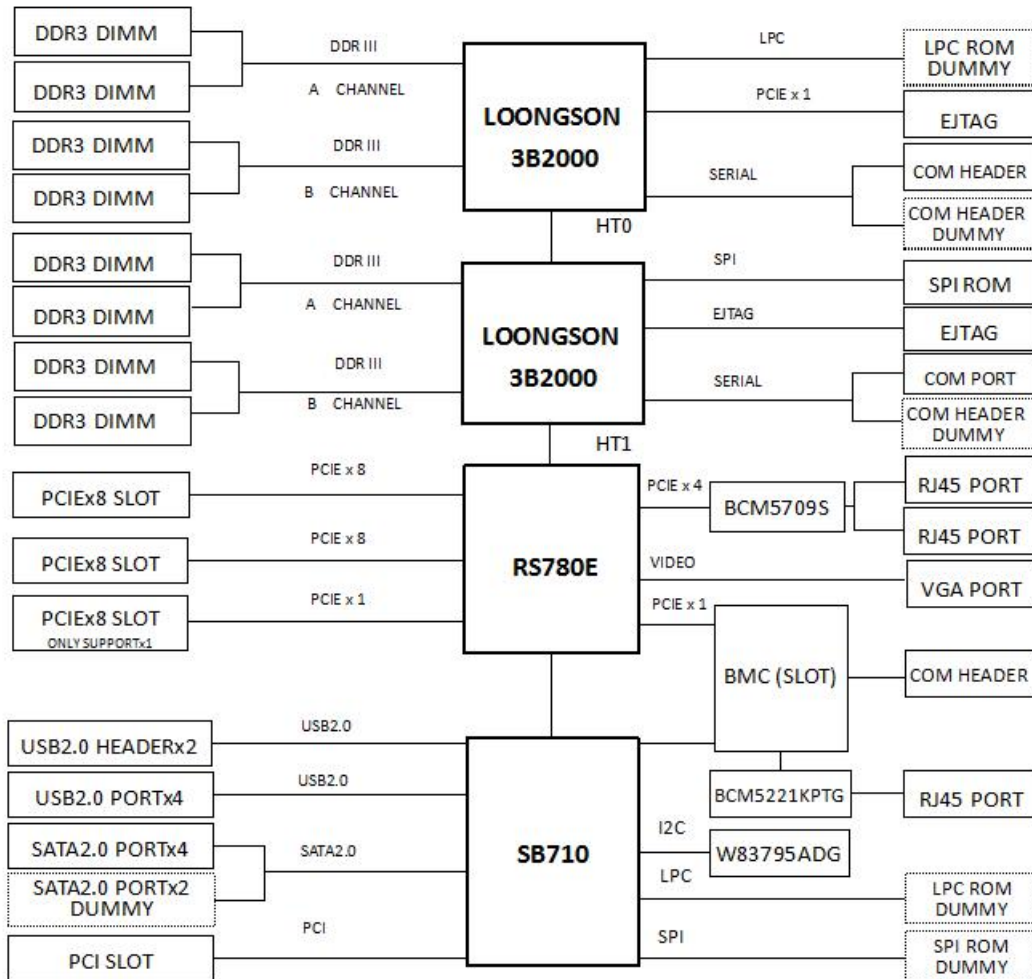 DDR3 DIMM
DDR III
LPC
LPC ROM
DUMMY
DDR3 DIMM
A CHANNEL
LOONGSON
3B2000
PCIE x 1
EJTAG
DDR3 DIMM
DDR III
COM HEADER
DDR3 DIMM
B CHANNEL
SERIAL
COM HEADER
DUMMY
HT0
DDR3 DIMM
DDR III
SPI
SPI ROM
DDR3 DIMM
A CHANNEL
LOONGSON
3B2000
EJTAG
EJTAG
DDR3 DIMM
DDR III
SERIAL
COM PORT
DDR3 DIMM
B CHANNEL
COM HEADER
DUMMY
HT1
PCIEx8 SLOT
PCIE x 8
PCIE x 4
BCM5709S
RJ45 PORT
RJ45 PORT
PCIEx8 SLOT
PCIE x 8
RS780E
VIDEO
VGA PORT
PCIEx8 SLOT
ONLY SUPPORTx1
PCIE x 1
PCIE x 1
BMC (SLOT)
COM HEADER
USB2.0 HEADERx2
USB2.0
USB2.0 PORTx4
USB2.0
BCM5221KPTG
RJ45 PORT
SATA2.0 PORTx4
SATA2.0
SB710
I2C
W83795ADG
SATA2.0 PORTx2
DUMMY
LPC
LPC ROM
DUMMY
PCI SLOT
PCI
SPI
SPI ROM
DUMMY